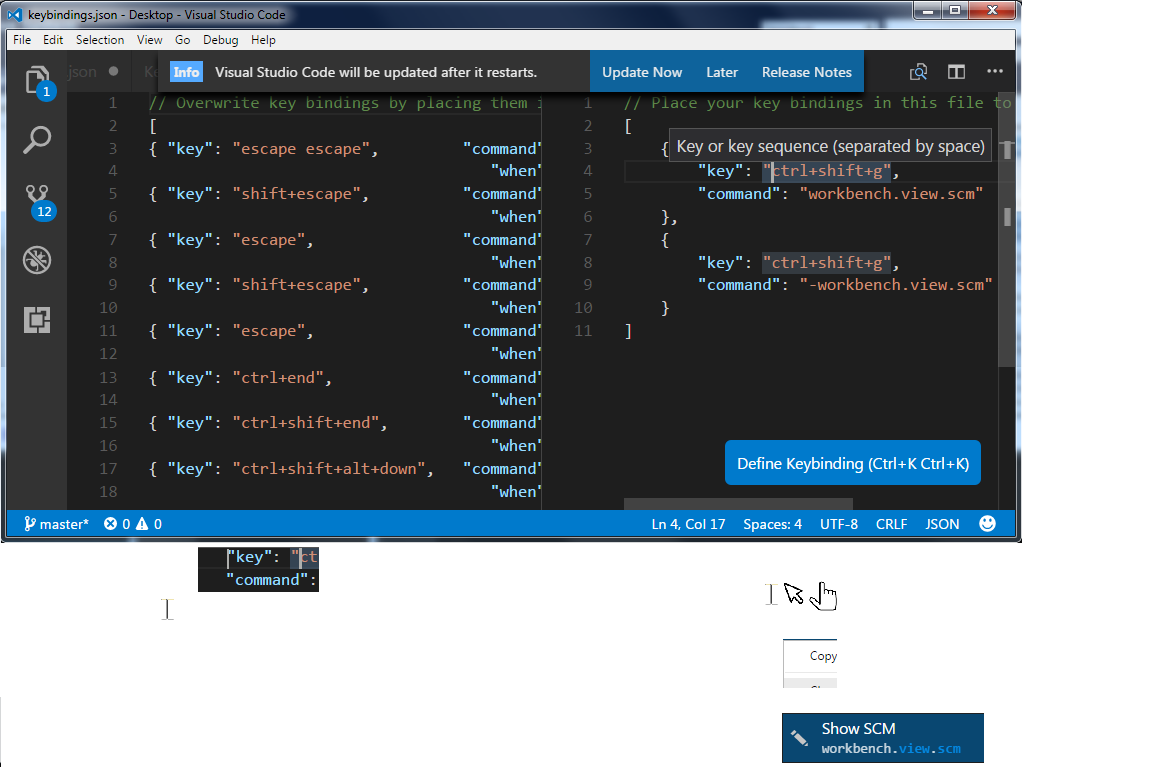 keybindings.json - Desktop - Visual Studio Code
File Edit Selection View Go Debug Help
json
Info Visual Studio Code will be updated after it restarts. Update Now Later Release Notes
1
12
1 // Overwrite key bindings by placing them i
2 [
3 { "key": "escape escape", "command"
4 "when"
5 { "key": "shift+escape", "command"
6 "when"
7 { "key": "escape", "command"
8 "when"
9 { "key": "shift+escape", "command"
10 "when"
11 { "key": "escape", "command"
12 "when"
13 { "key": "ctrl+end", "command"
14 "when"
15 { "key": "ctrl+shift+end", "command"
16 "when"
17 { "key": "ctrl+shift+alt+down", "command"
18 "when"
1 // Place your key bindings in this file to
2 [
3 {
Key or key sequence (separated by space)
4 "key": "ctrl+shift+g",
5 "command": "workbench.view.scm"
6 },
7 {
8 "key": "ctrl+shift+g",
9 "command": "-workbench.view.scm"
10 }
11 ]
Define Keybinding (Ctrl+K Ctrl+K)
master* 0 0 Ln 4, Col 17 Spaces: 4 UTF-8 CRLF JSON
"key": "ct
"command":
Copy
Show SCM
workbench.view.scm